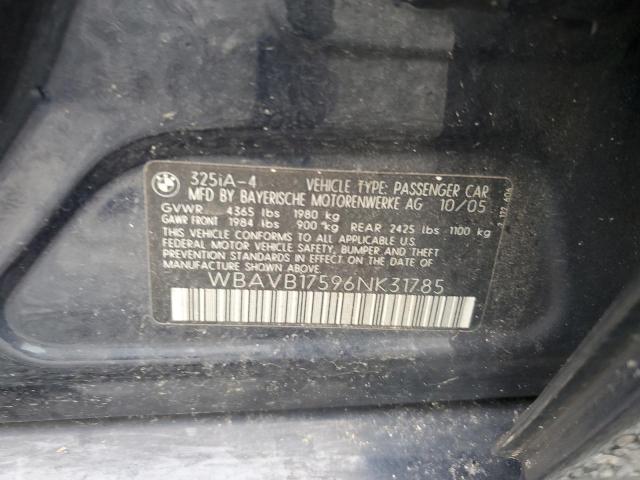 BMW
325iA-4 VEHICLE TYPE: PASSENGER CAR
MFD BY BAYERISCHE MOTORENWERKE AG 10/05
GVWR 4365 lbs 1980 kg
GAWR FRONT 1984 lbs 900 kg REAR 2425 lbs 1100 kg
THIS VEHICLE CONFORMS TO ALL APPLICABLE U.S.
FEDERAL MOTOR VEHICLE SAFETY, BUMPER, AND THEFT
PREVENTION STANDARDS IN EFFECT ON THE DATE OF
MANUFACTURE SHOWN ABOVE.
WBAVB17596NK31785